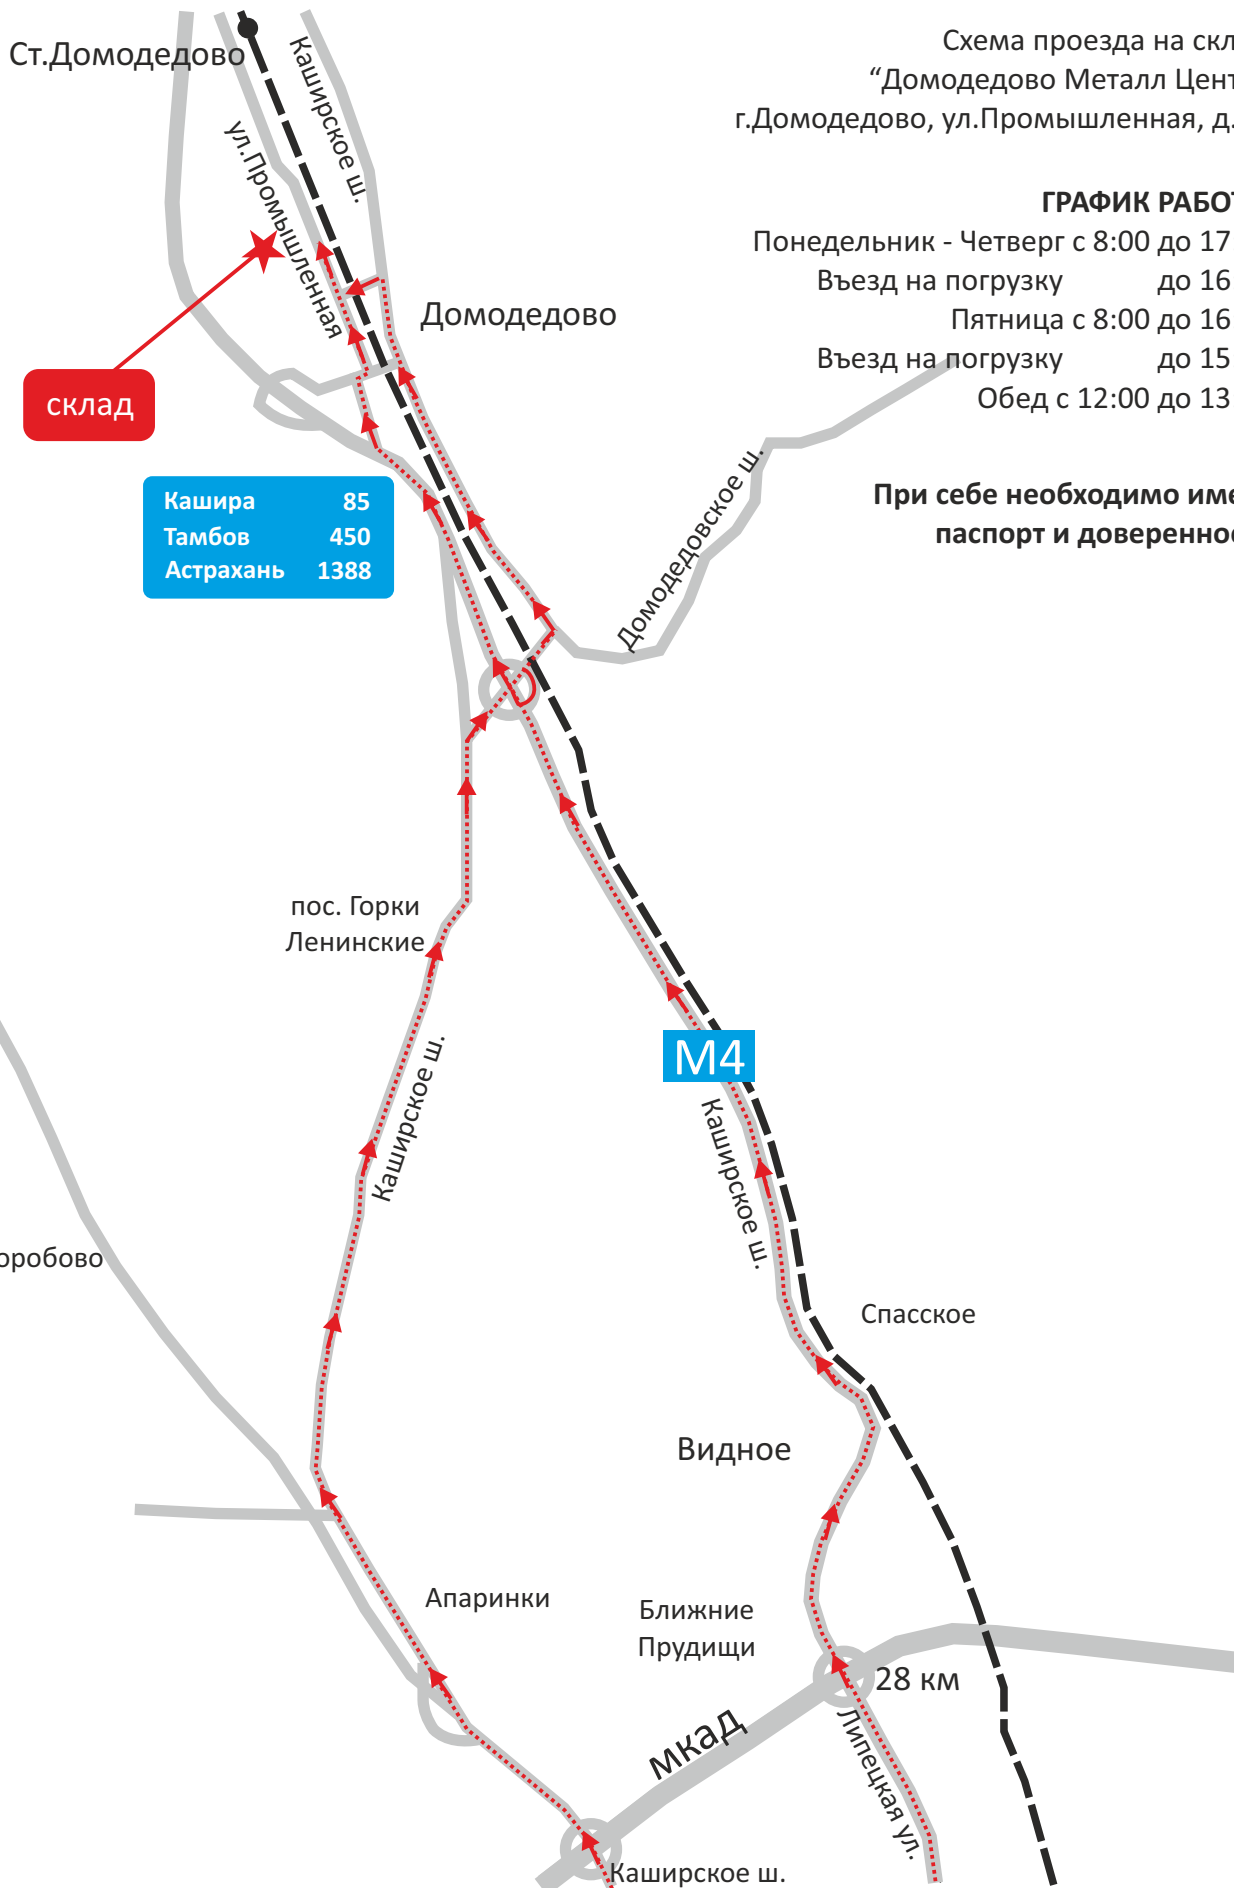 Схема проезда на скл
“Домодедово Металл Цент
г.Домодедово, ул.Промышленная, д.
ГРАФИК РАБОТ
Понедельник - Четверг с 8:00 до 17
Въезд на погрузку до 16
Пятница с 8:00 до 16
Въезд на погрузку до 15
Обед с 12:00 до 13
При себе необходимо име
паспорт и доверенно
Ст.Домодедово
Каширское ш.
ул.Промышленная
Домодедово
склад
Кашира 85
Тамбов 450
Астрахань 1388
Домодедовское ш.
пос. Горки
Ленинские
М4
Каширское ш.
Каширское ш.
оробово
Спасское
Видное
Апаринки
Ближние
Прудищи
28 км
мкад
Липецкая ул.
Каширское ш.